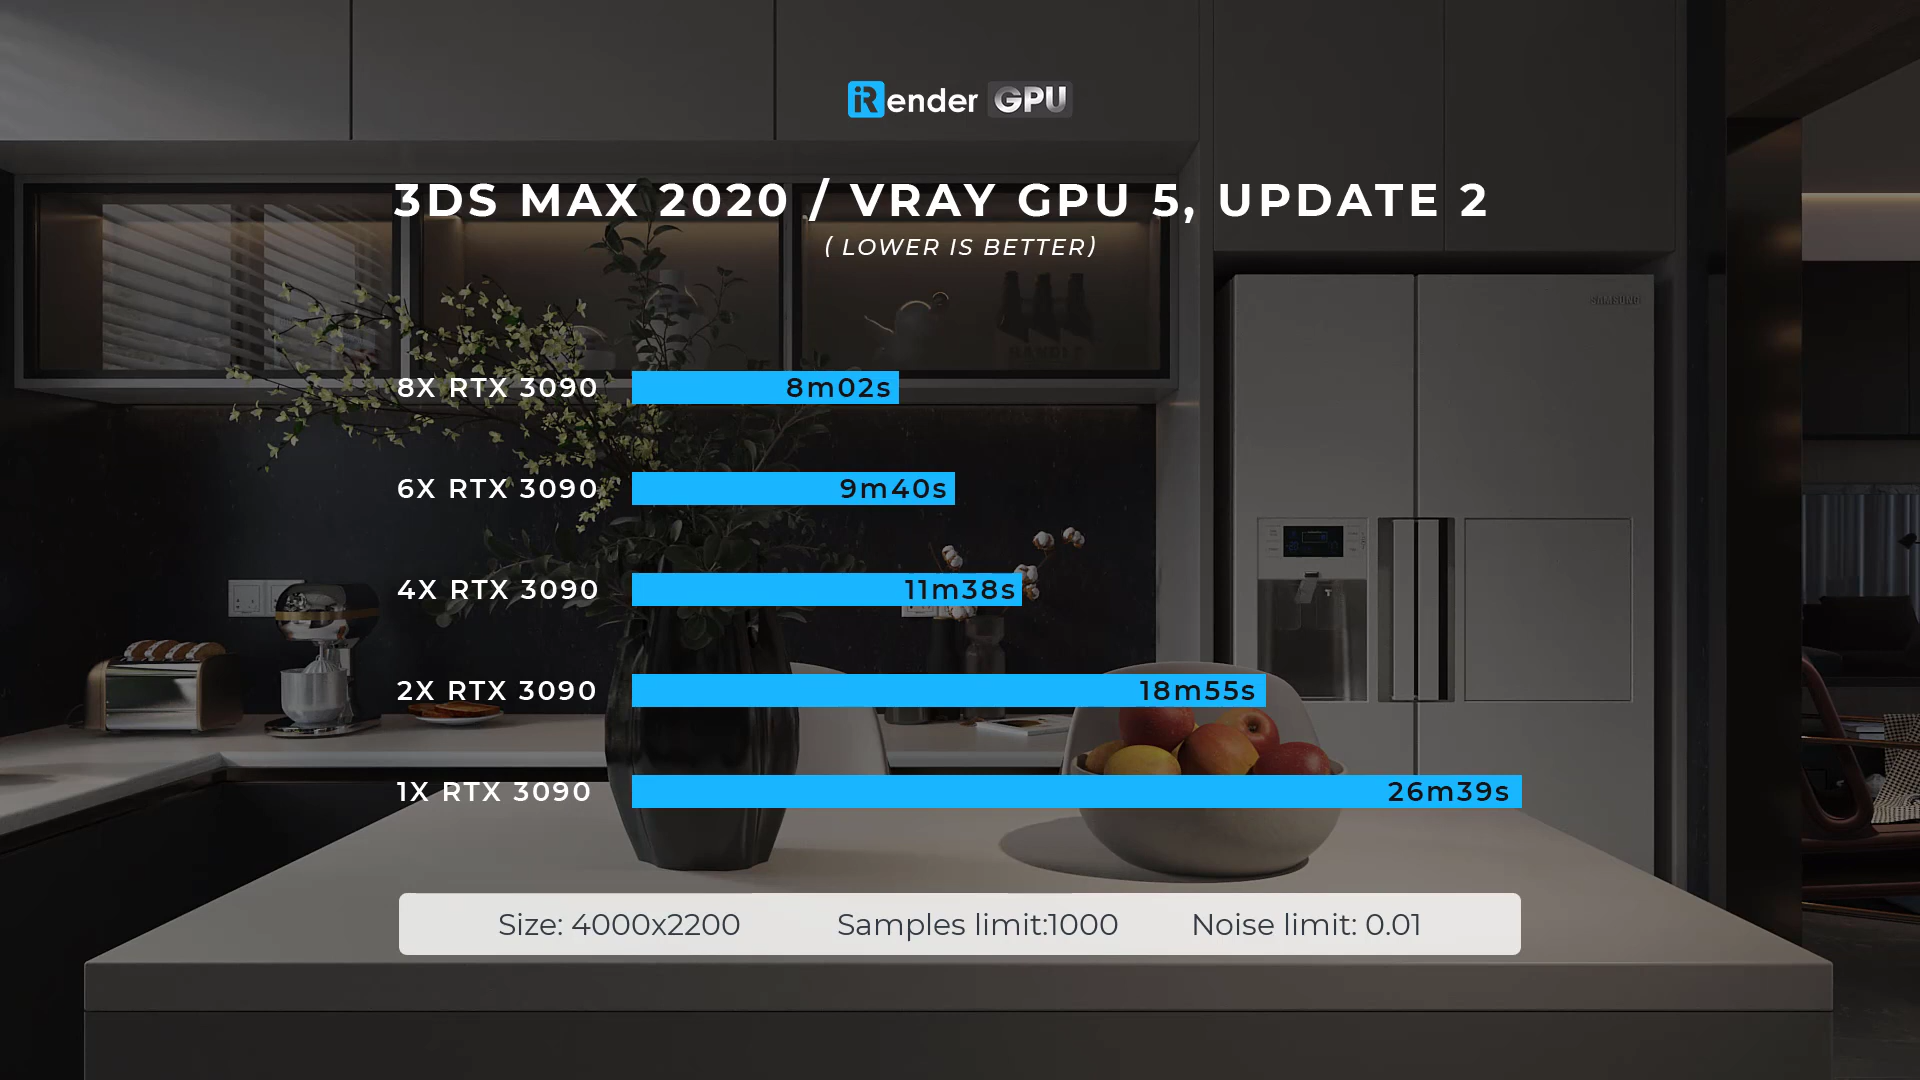 iRender GPU
3DS MAX 2020 / VRAY GPU 5, UPDATE 2
( LOWER IS BETTER)
SAMSUNG
8X RTX 3090 8m02s
6X RTX 3090 9m40s
4X RTX 3090 11m38s
2X RTX 3090 18m55s
1X RTX 3090 26m39s
Size: 4000x2200 Samples limit:1000 Noise limit: 0.01